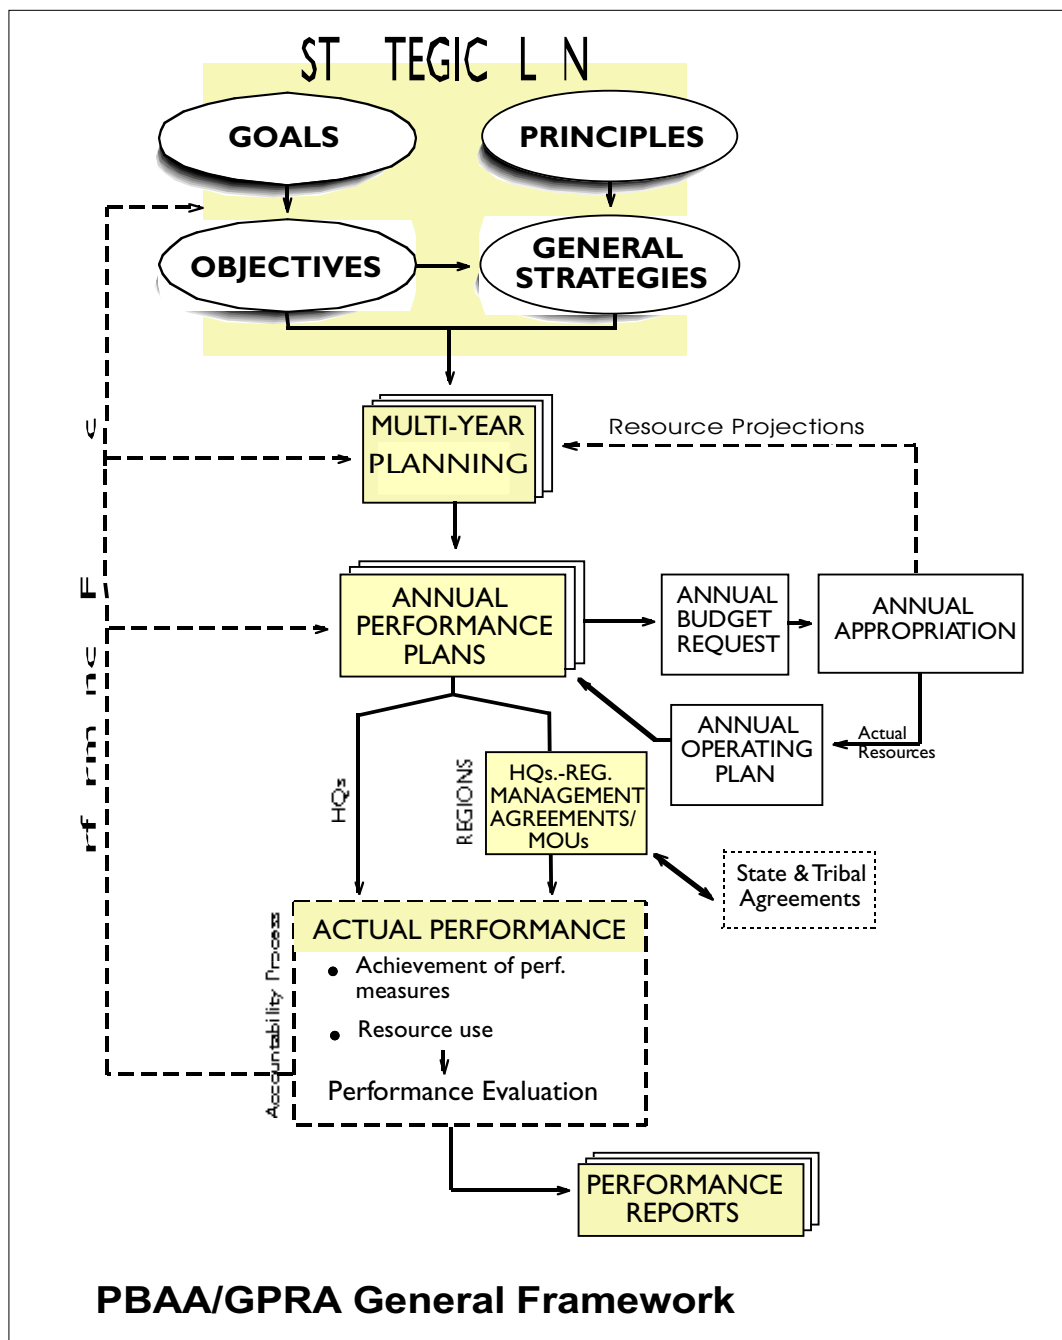 ST TEGIC L N
GOALS
PRINCIPLES
OBJECTIVES
GENERAL
STRATEGIES
MULTI-YEAR
PLANNING
Resource Projections
ANNUAL
PERFORMANCE
PLANS
ANNUAL
BUDGET
REQUEST
ANNUAL
APPROPRIATION
ANNUAL
OPERATING
PLAN
Actual
Resources
HQs
REGIONS
HQs.-REG.
MANAGEMENT
AGREEMENTS/
MOUs
State & Tribal
Agreements
Accountability Process
ACTUAL PERFORMANCE
• Achievement of perf.
measures
• Resource use
Performance Evaluation
PERFORMANCE
REPORTS
PBAA/GPRA General Framework